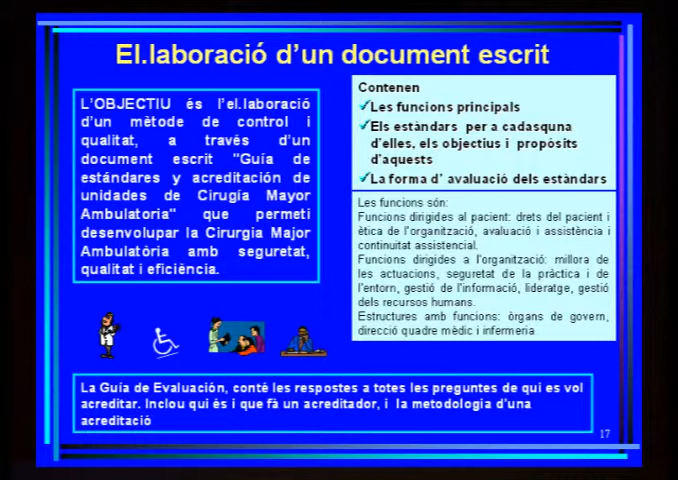 El.laboració d'un document escrit
L'OBJECTIU és l'el.laboració
d'un mètode de control i
qualitat, a través d'un
document escrit "Guía de
estándares y acreditación de
unidades de Cirugía Mayor
Ambulatoria" que permeti
desenvolupar la Cirurgia Major
Ambulatòria amb seguretat,
qualitat i eficiència.
Contenen
✓Les funcions principals
✓Els estàndars per a cadasquna
d'elles, els objectius i propòsits
d'aquests
✓La forma d' avaluació dels estàndars
Les funcions són:
Funcions dirigides al pacient: drets del pacient i
ètica de l'organització, avaluació i assistència i
continuitat assistencial.
Funcions dirigides a l'organització: millora de
les actuacions, seguretat de la pràctica i de
l'entorn, gestió de l'informació, lideratge, gestió
dels recursos humans.
Estructures amb funcions: òrgans de govern,
direcció quadre mèdic i infermeria
La Guía de Evaluación, conté les respostes a totes les preguntes de qui es vol
acreditar. Inclou qui és i que fà un acreditador, i la metodologia d'una
acreditació
17